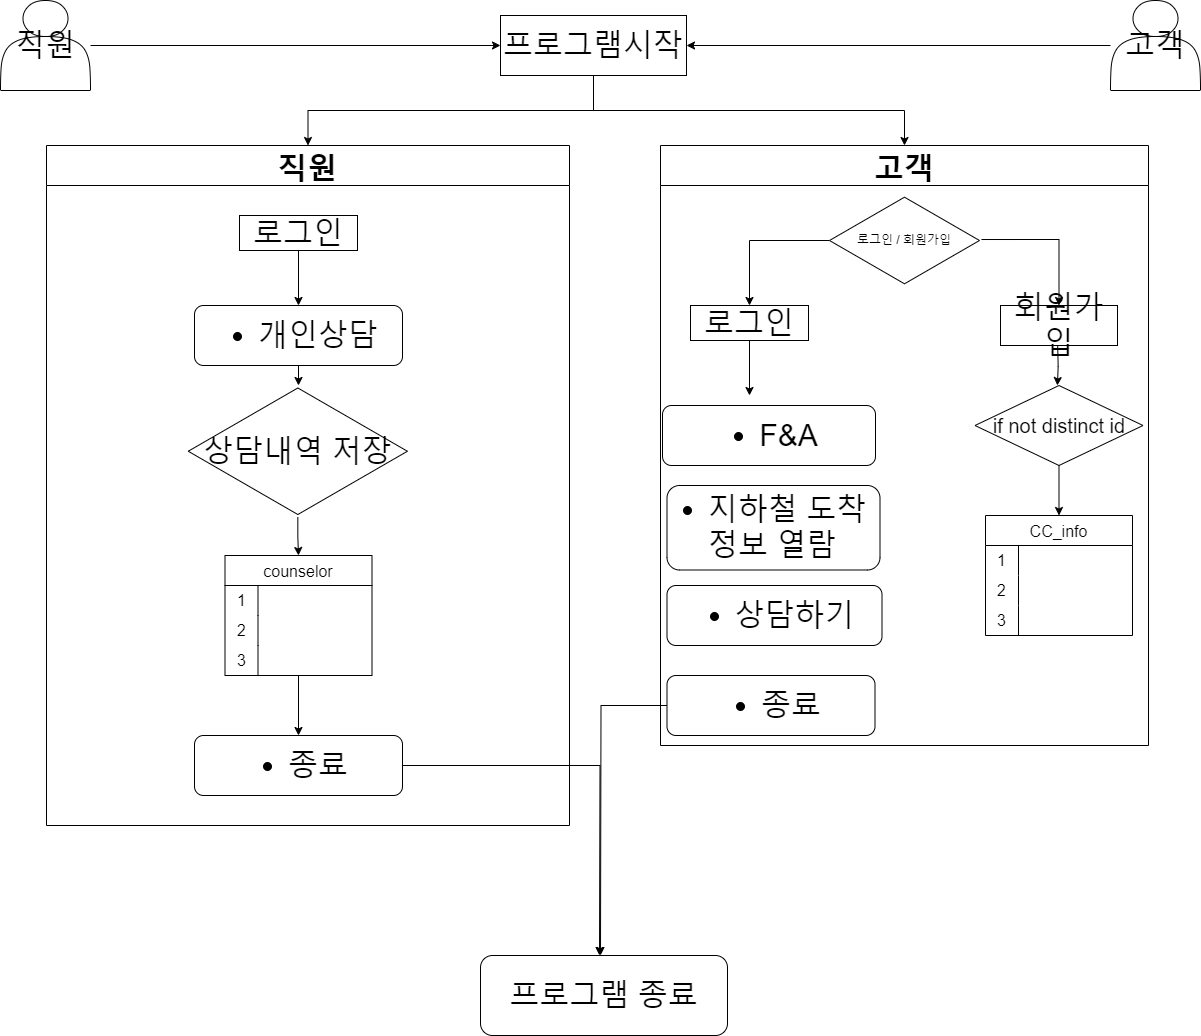 직원
프로그램시작
고객
직원
로그인
• 개인상담
상담내역 저장
counselor
1
2
3
• 종료
고객
로그인 / 회원가입
로그인
회원가
입
• F&A
if not distinct id
• 지하철 도착
정보 열람
CC_info
1
2
3
• 상담하기
• 종료
프로그램 종료